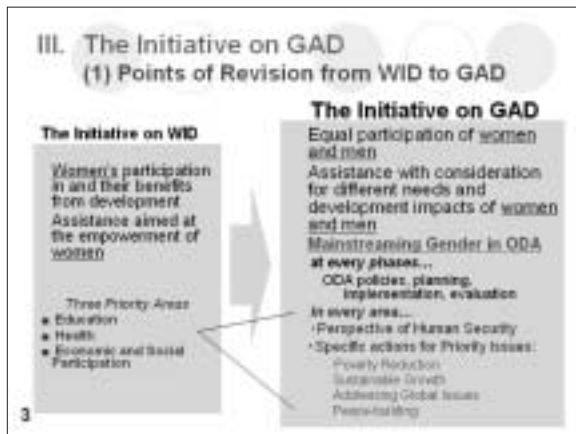 III. The Initiative on GAD
(1) Points of Revision from WID to GAD
The Initiative on WID
Women's participation
in and their benefits
from development
Assistance aimed at
the empowerment of
women
Three Priority Areas
■ Education
■ Health
■ Economic and Social
Participation
The Initiative on GAD
Equal participation of women
and men
Assistance with consideration
for different needs and
development impacts of women
and men
Mainstreaming Gender in ODA
at every phases...
ODA policies, planning,
implementation, evaluation
In every area...
・Perspective of Human Security
・Specific actions for Priority Issues:
Poverty Reduction
Sustainable Growth
Addressing Global Issues
Peace-building
3